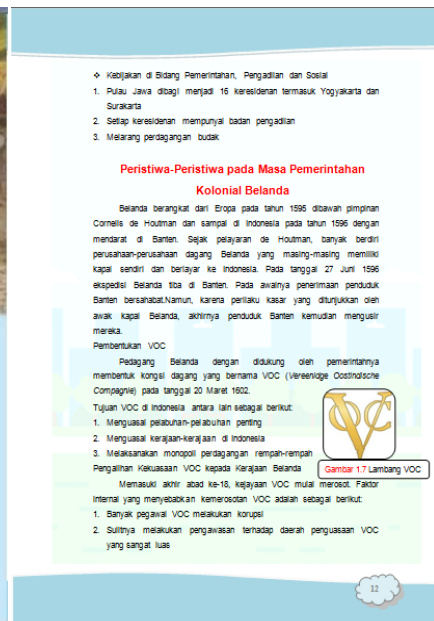 ❖ Kebijakan di Bidang Pemerintahan, Pengadilan dan Sosial
1. Pulau Jawa dibagi menjadi 16 keresidenan termasuk Yogyakarta dan
Surakarta
2. Setiap keresidenan mempunyai badan pengadilan
3. Melarang perdagangan budak
Peristiwa-Peristiwa pada Masa Pemerintahan
Kolonial Belanda
Belanda berangkat dari Eropa pada tahun 1595 dibawah pimpinan
Cornelis de Houtman dan sampai di Indonesia pada tahun 1596 dengan
mendarat di Banten. Sejak pelayaran de Houtman, banyak berdiri
perusahaan-perusahaan dagang Belanda yang masing-masing memiliki
kapal sendiri dan berlayar ke Indonesia. Pada tanggal 27 Juni 1596
ekspedisi Belanda tiba di Banten. Pada awalnya penerimaan penduduk
Banten bersahabat.Namun, karena perilaku kasar yang ditunjukkan oleh
awak kapal Belanda, akhirnya penduduk Banten kemudian mengusir
mereka.
Pembentukan VOC
Pedagang Belanda dengan didukung oleh pemerintahnya
membentuk kongsi dagang yang bernama VOC (Vereenidge Oostindische
Compagnie) pada tanggal 20 Maret 1602.
Tujuan VOC di Indonesia antara lain sebagai berikut:
1. Menguasai pelabuhan-pelabuhan penting
2. Menguasai kerajaan-kerajaan di Indonesia
3. Melaksanakan monopoli perdagangan rempah-rempah
VOC
Gambar 1.7 Lambang VOC
Pengalihan Kekuasaan VOC kepada Kerajaan Belanda
Memasuki akhir abad ke-18, kejayaan VOC mulai merosot. Faktor
internal yang menyebabkan kemerosotan VOC adalah sebagai berikut:
1. Banyak pegawai VOC melakukan korupsi
2. Sulitnya melakukan pengawasan terhadap daerah penguasaan VOC
yang sangat luas
12